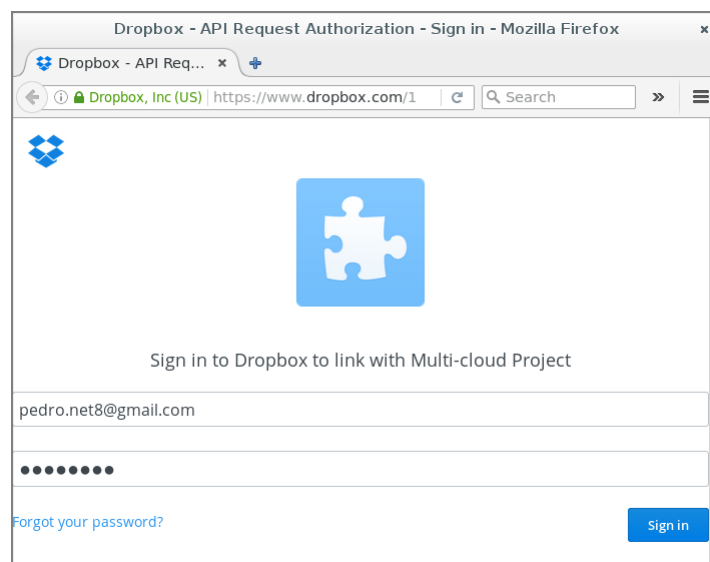 Dropbox - API Request Authorization - Sign in - Mozilla Firefox
Dropbox - API Req...
Dropbox, Inc (US) https://www.dropbox.com/1 Search
Sign in to Dropbox to link with Multi-cloud Project
pedro.net8@gmail.com
●●●●●●●●
Forgot your password? Sign in